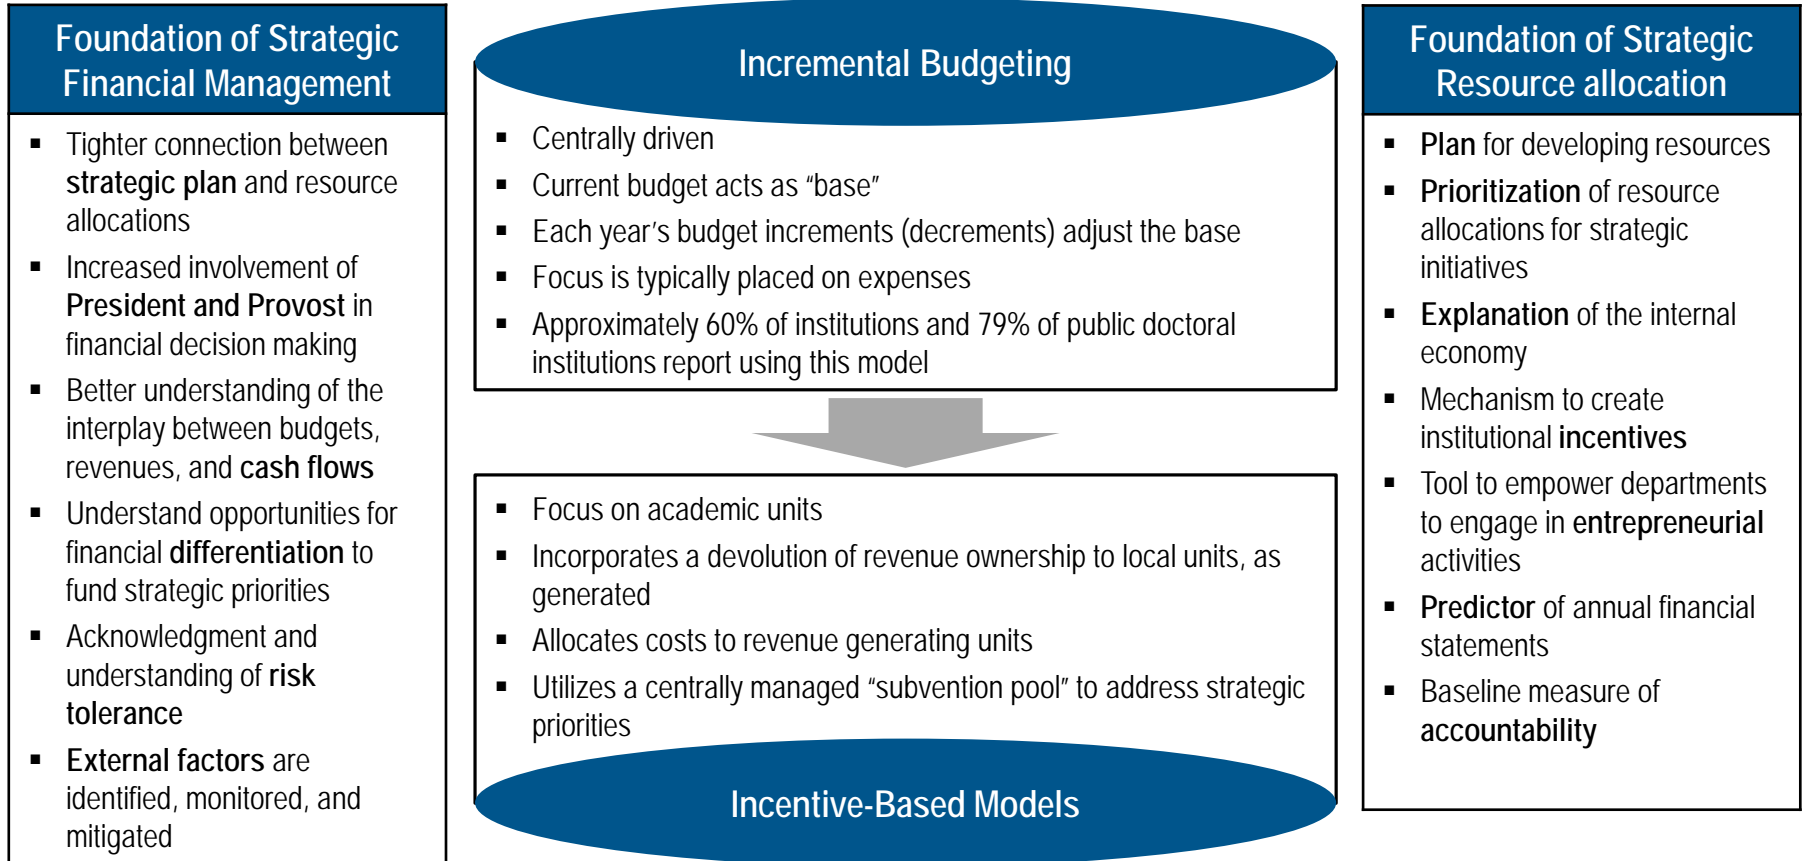 Foundation of Strategic
Financial Management
▪ Tighter connection between
strategic plan and resource
allocations
▪ Increased involvement of
President and Provost in
financial decision making
▪ Better understanding of the
interplay between budgets,
revenues, and cash flows
▪ Understand opportunities for
financial differentiation to
fund strategic priorities
▪ Acknowledgment and
understanding of risk
tolerance
▪ External factors are
identified, monitored, and
mitigated
Incremental Budgeting
▪ Centrally driven
▪ Current budget acts as “base”
▪ Each year’s budget increments (decrements) adjust the base
▪ Focus is typically placed on expenses
▪ Approximately 60% of institutions and 79% of public doctoral
institutions report using this model
▪ Focus on academic units
▪ Incorporates a devolution of revenue ownership to local units, as
generated
▪ Allocates costs to revenue generating units
▪ Utilizes a centrally managed “subvention pool” to address strategic
priorities
Incentive-Based Models
Foundation of Strategic
Resource allocation
▪ Plan for developing resources
▪ Prioritization of resource
allocations for strategic
initiatives
▪ Explanation of the internal
economy
▪ Mechanism to create
institutional incentives
▪ Tool to empower departments
to engage in entrepreneurial
activities
▪ Predictor of annual financial
statements
▪ Baseline measure of
accountability